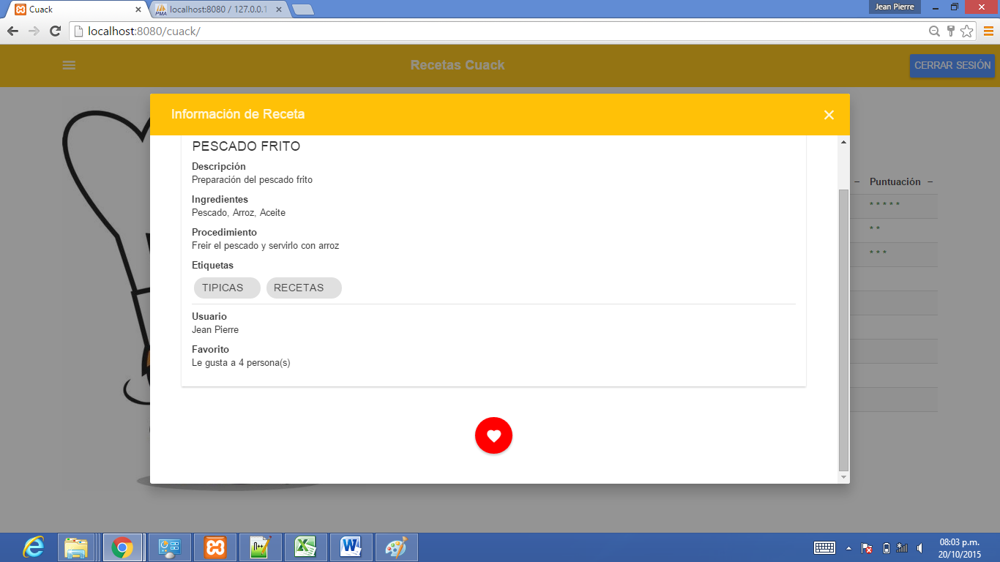 Cuack
localhost:8080 / 127.0.0.1
Jean Pierre
localhost:8080/cuack/
Recetas Cuack
CERRAR SESIÓN
Información de Receta
PESCADO FRITO
Descripción
Preparación del pescado frito
Ingredientes
Pescado, Arroz, Aceite
Procedimiento
Freir el pescado y servirlo con arroz
Etiquetas
TIPICAS RECETAS
Usuario
Jean Pierre
Favorito
Le gusta a 4 persona(s)
Puntuación
* * * * *
* *
* * *
08:03 p.m.
20/10/2015